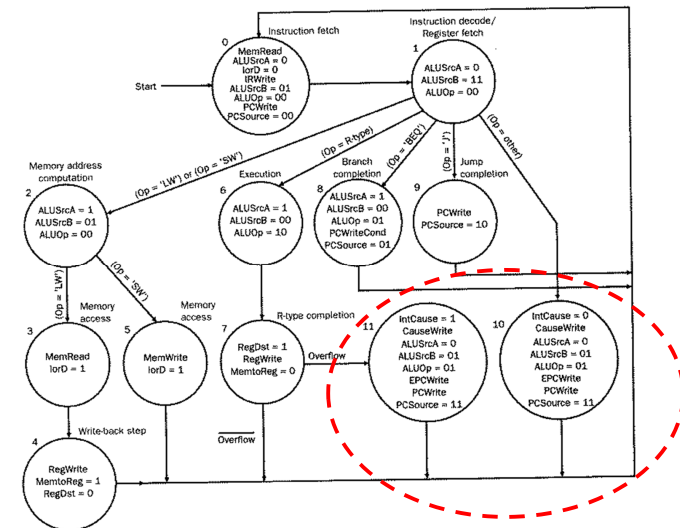 Instruction fetch
0
MemRead
ALUSrcA = 0
IorD = 0
IRWrite
ALUSrcB = 01
ALUOp = 00
PCWrite
PCSource = 00
Start
Instruction decode/
Register fetch
1
ALUSrcA = 0
ALUSrcB = 11
ALUOp = 00
(Op = 'LW') or (Op = 'SW')
(Op = R-type)
(Op = 'BEQ')
(Op = 'J')
(Op = other)
Memory address
computation
2
ALUSrcA = 1
ALUSrcB = 01
ALUOp = 00
Execution
6
ALUSrcA = 1
ALUSrcB = 00
ALUOp = 10
Branch
completion
8
ALUSrcA = 1
ALUSrcB = 00
ALUOp = 01
PCWriteCond
PCSource = 01
Jump
completion
9
PCWrite
PCSource = 10
(Op = 'LW')
(Op = 'SW')
Memory
access
3
MemRead
IorD = 1
Memory
access
5
MemWrite
IorD = 1
R-type completion
7
RegDst = 1
RegWrite
MemtoReg = 0
Overflow
Overflow
11
IntCause = 1
CauseWrite
ALUSrcA = 0
ALUSrcB = 01
ALUOp = 01
EPCWrite
PCWrite
PCSource = 11
10
IntCause = 0
CauseWrite
ALUSrcA = 0
ALUSrcB = 01
ALUOp = 01
EPCWrite
PCWrite
PCSource = 11
Write-back step
4
RegWrite
MemtoReg = 1
RegDst = 0